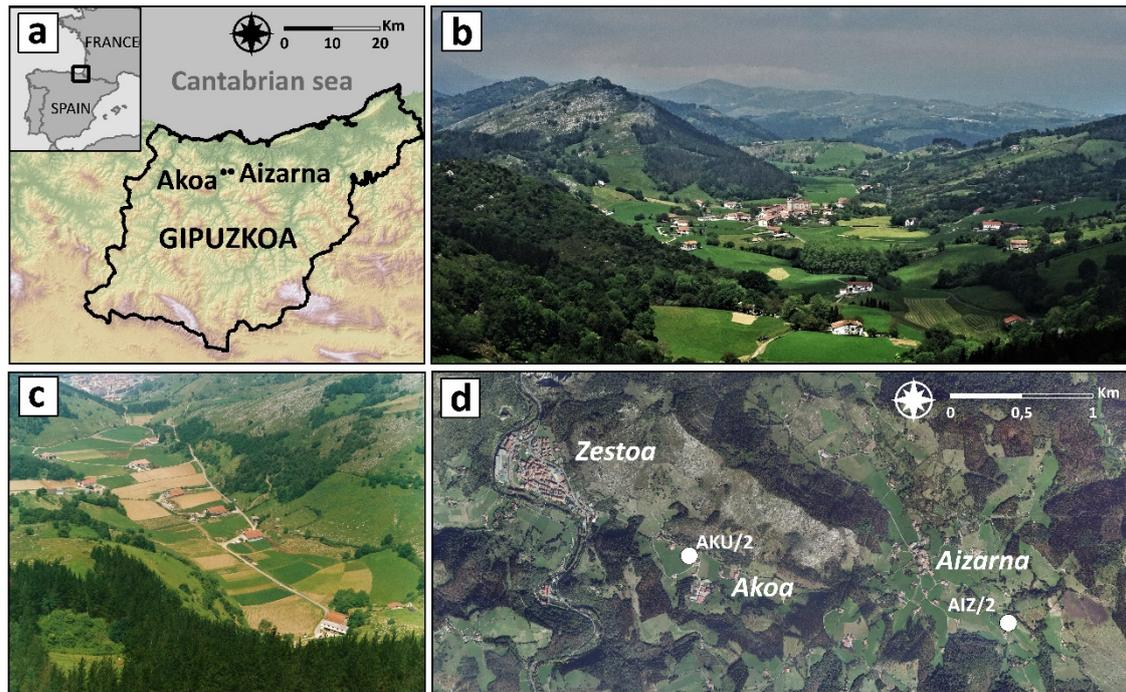 a
FRANCE
SPAIN
0 10 20 Km
Cantabrian sea
Akoa Aizarna
GIPUZKOA
b
c
d
0 0,5 1 Km
Zestoa
AKU/2
Akoa
Aizarna
AIZ/2